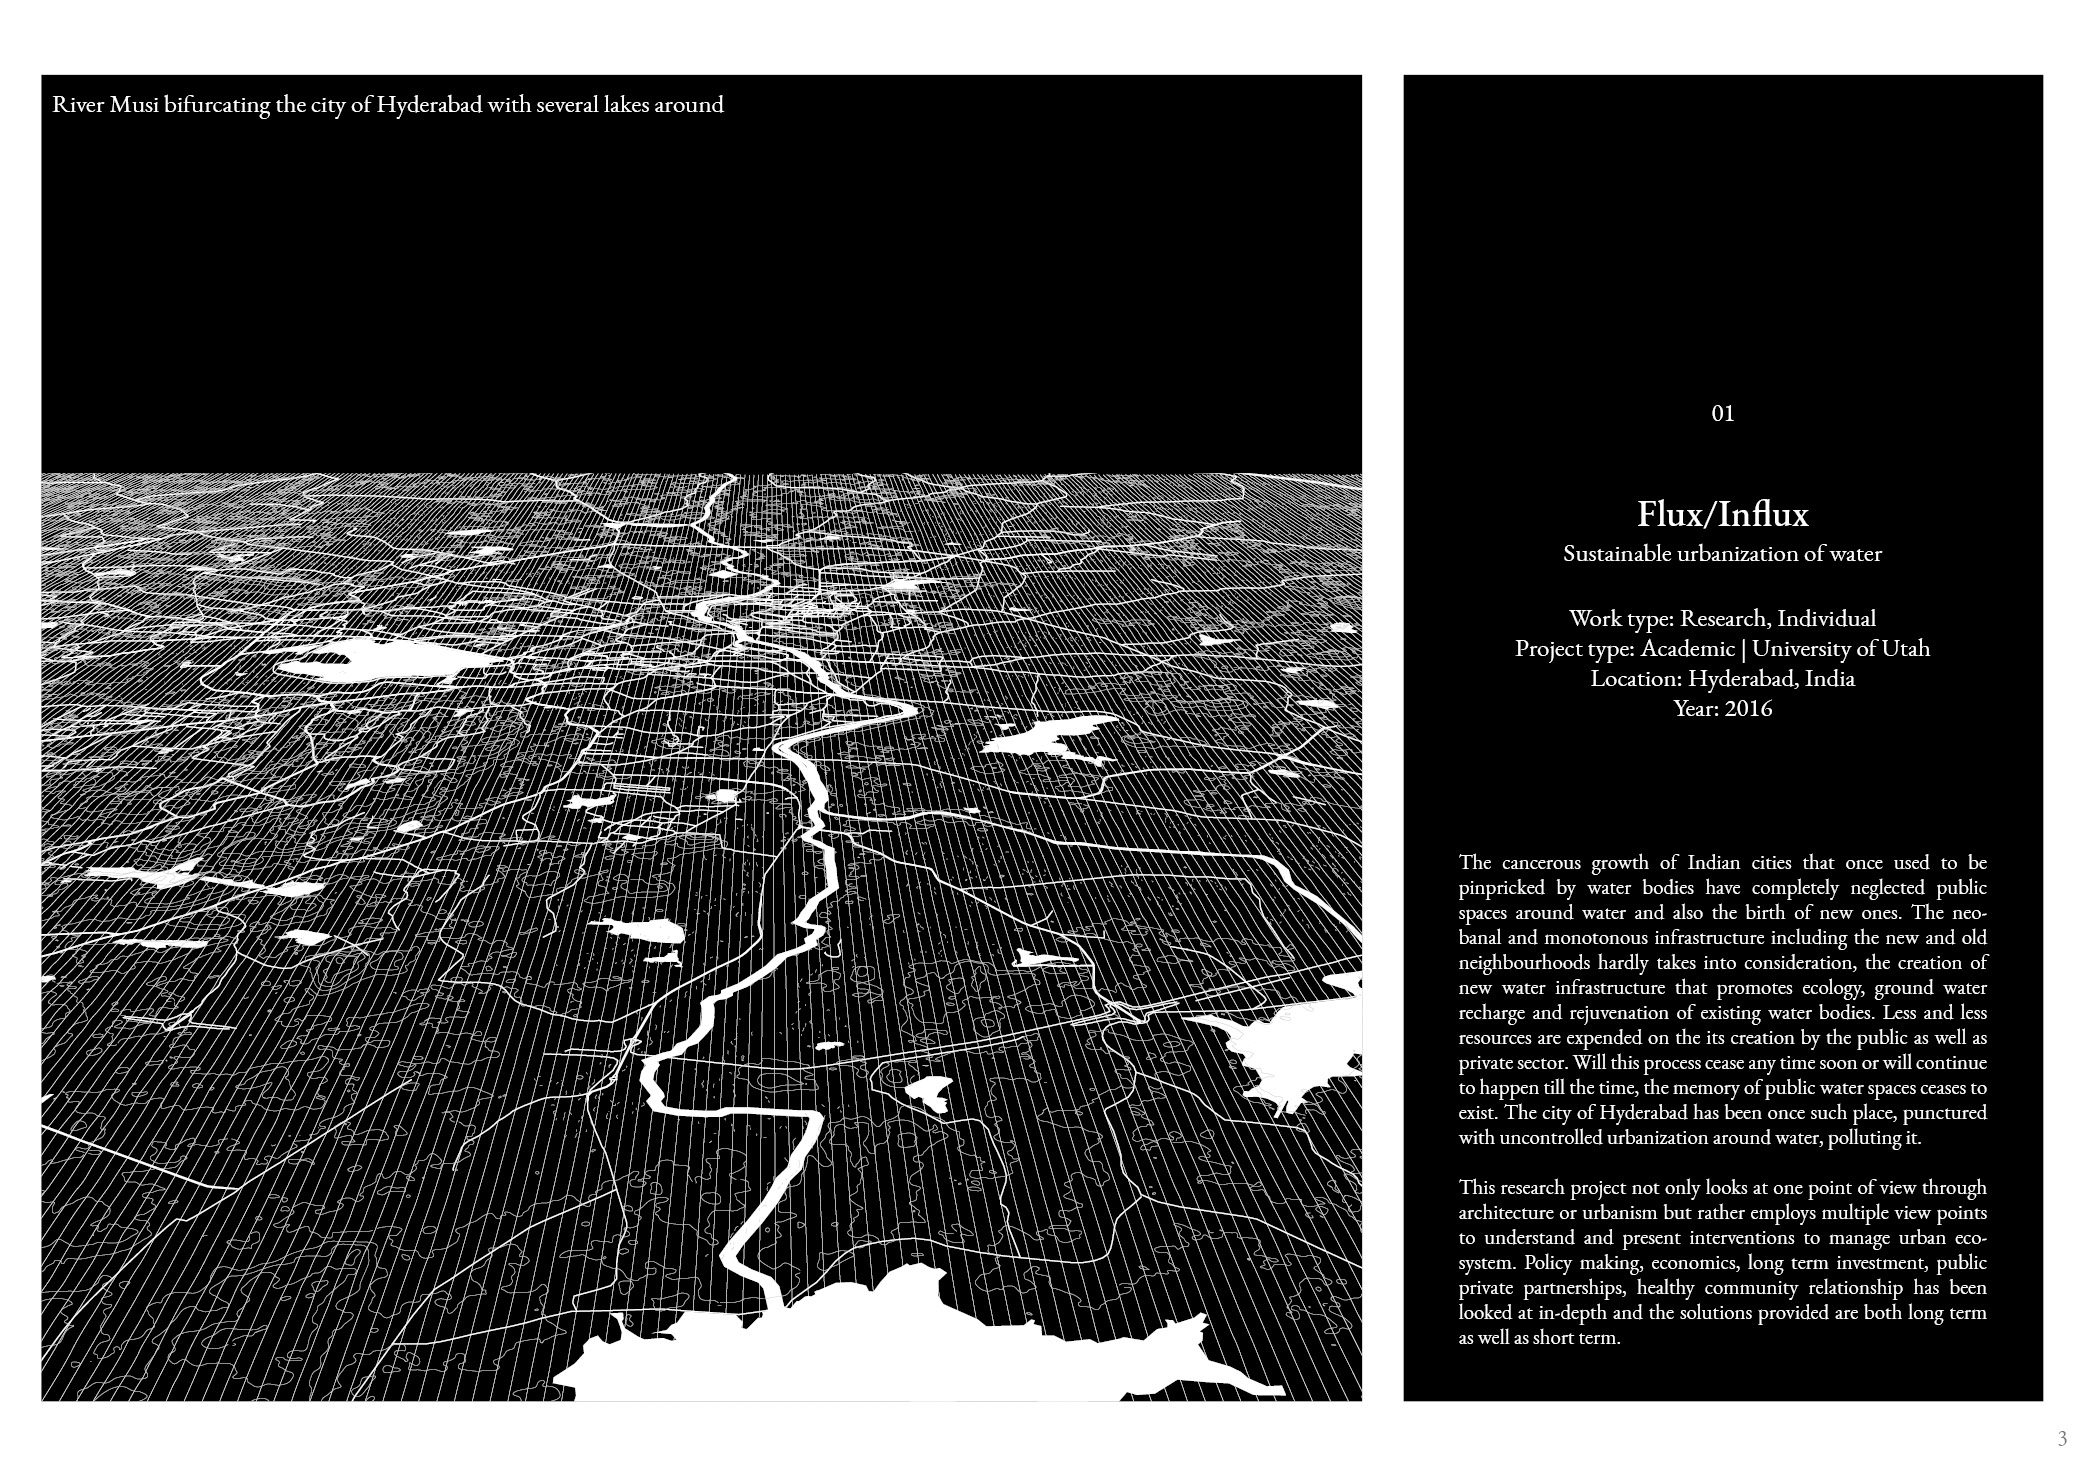 River Musi bifurcating the city of Hyderabad with several lakes around
01
Flux/Influx
Sustainable urbanization of water
Work type: Research, Individual
Project type: Academic | University of Utah
Location: Hyderabad, India
Year: 2016
The cancerous growth of Indian cities that once used to be
pinpricked by water bodies have completely neglected public
spaces around water and also the birth of new ones. The neo-
banal and monotonous infrastructure including the new and old
neighbourhoods hardly takes into consideration, the creation of
new water infrastructure that promotes ecology, ground water
recharge and rejuvenation of existing water bodies. Less and less
resources are expended on the its creation by the public as well as
private sector. Will this process cease any time soon or will continue
to happen till the time, the memory of public water spaces ceases to
exist. The city of Hyderabad has been once such place, punctured
with uncontrolled urbanization around water, polluting it.
This research project not only looks at one point of view through
architecture or urbanism but rather employs multiple view points
to understand and present interventions to manage urban eco-
system. Policy making, economics, long term investment, public
private partnerships, healthy community relationship has been
looked at in-depth and the solutions provided are both long term
as well as short term.
3